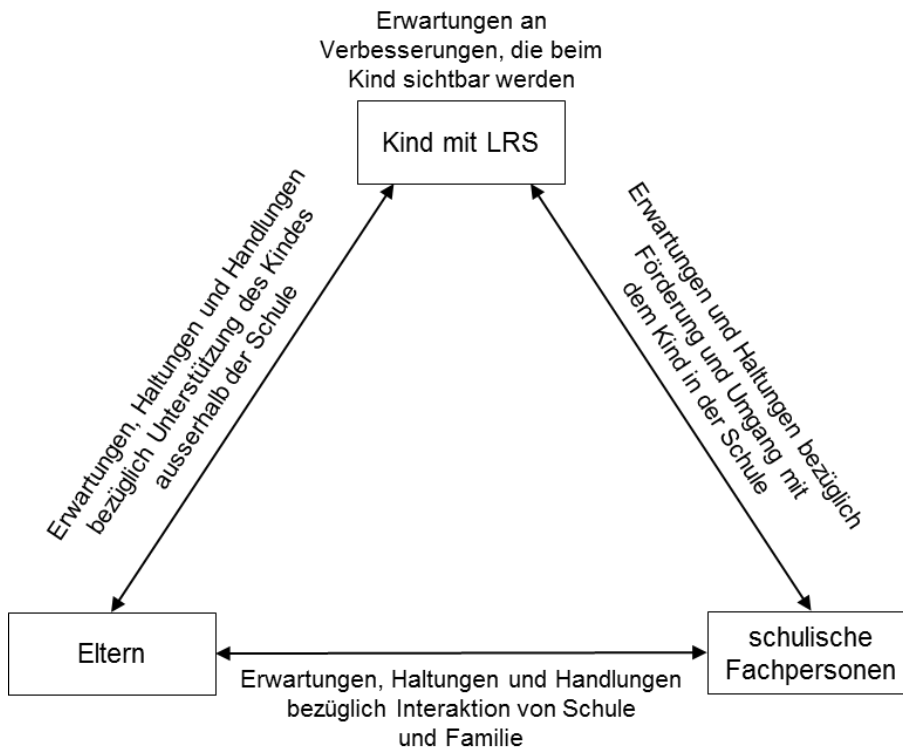 Erwartungen an
Verbesserungen, die beim
Kind sichtbar werden
Kind mit LRS
Erwartungen, Haltungen und Handlungen
bezüglich Unterstützung des Kindes
ausserhalb der Schule
Erwartungen und Haltungen bezüglich
Förderung und Umgang mit
dem Kind in der Schule
Eltern
schulische
Fachpersonen
Erwartungen, Haltungen und Handlungen
bezüglich Interaktion von Schule
und Familie